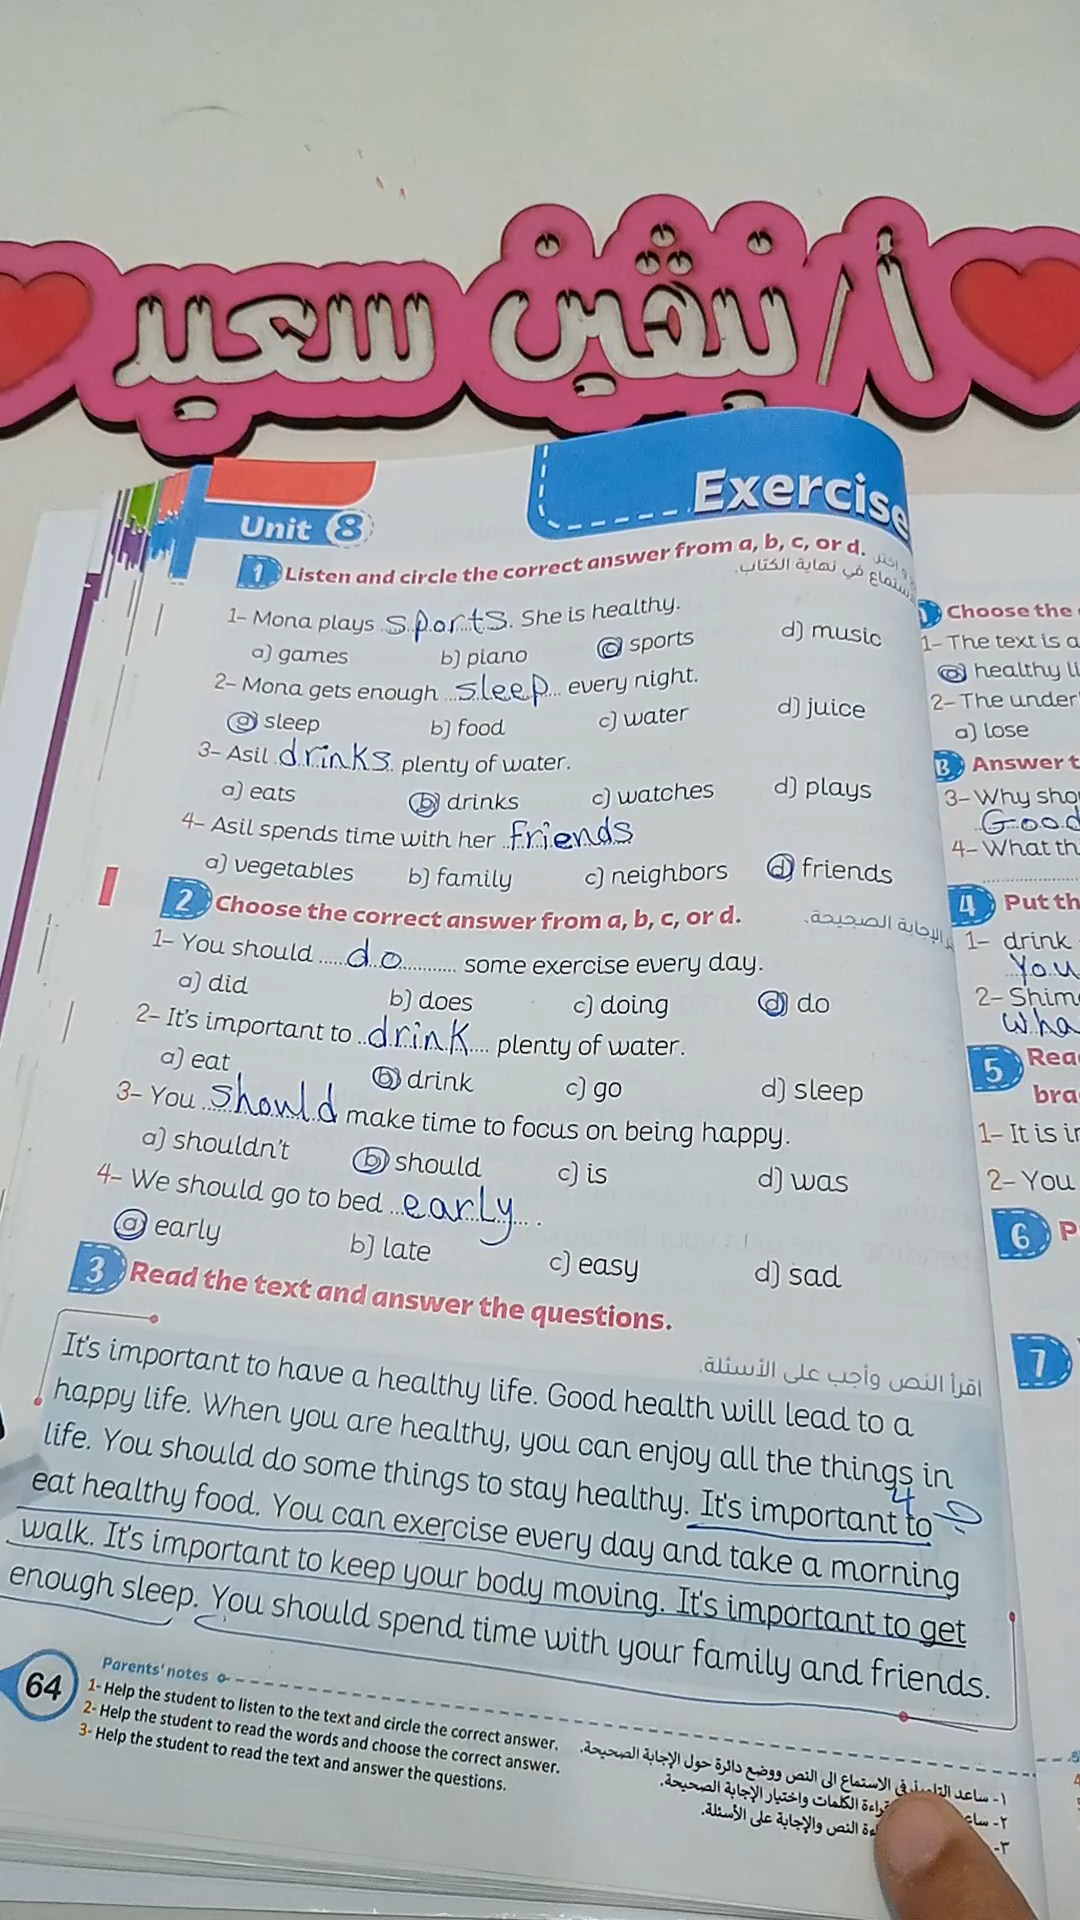 أ/ نيڤين سعيد
Exercise
Unit 8
1 Listen and circle the correct answer from a, b, c, or d.
ستماع في نهاية الكتاب.
1- Mona plays sports. She is healthy.
a) games b) piano c) sports d) music
2- Mona gets enough sleep every night.
a) sleep b) food c) water d) juice
3- Asil drinks plenty of water.
a) eats b) drinks c) watches d) plays
4- Asil spends time with her friends
a) vegetables b) family c) neighbors d) friends
2 Choose the correct answer from a, b, c, or d.
الإجابة الصحيحة.
1- You should do some exercise every day.
a) did b) does c) doing d) do
2- It's important to drink plenty of water.
a) eat b) drink c) go d) sleep
3- You should make time to focus on being happy.
a) shouldn't b) should c) is d) was
4- We should go to bed early.
a) early b) late c) easy d) sad
3 Read the text and answer the questions.
اقرأ النص وأجب على الأسئلة.
It's important to have a healthy life. Good health will lead to a
happy life. When you are healthy, you can enjoy all the things in
life. You should do some things to stay healthy. It's important to
4
eat healthy food. You can exercise every day and take a morning
walk. It's important to keep your body moving. It's important to get
enough sleep. You should spend time with your family and friends.
64
Parents' notes
1- Help the student to listen to the text and circle the correct answer.
2- Help the student to read the words and choose the correct answer.
3- Help the student to read the text and answer the questions.
١- ساعد التلميذ في الاستماع الى النص ووضع دائرة حول الإجابة الصحيحة.
٢- ساع قراءة الكلمات واختيار الإجابة الصحيحة.
٣- ءة النص والإجابة على الأسئلة.
Choose the
1- The text is a
a) healthy li
2- The under
a) lose
B Answer t
3- Why sho
Good
4- What th
4 Put th
1- drink
You
2- Shim
wha
5 Rea
bra
1- It is i
2- You
6 P
7